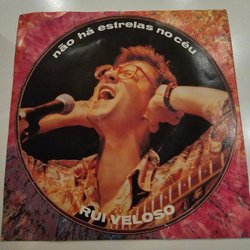 não há estrelas no céu
RUI VELOSO